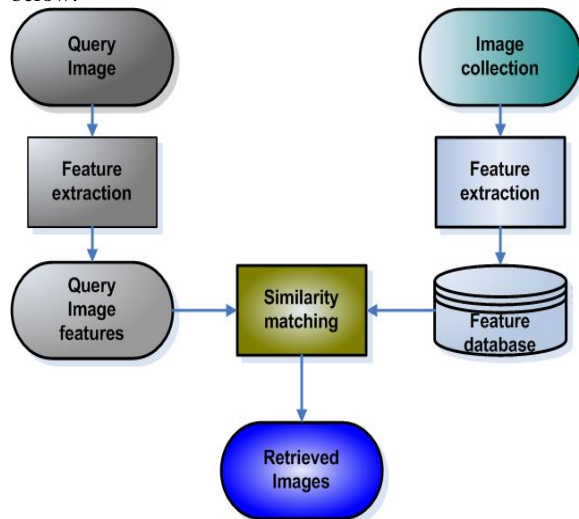 Query
Image
Image
collection
Feature
extraction
Feature
extraction
Query
Image
features
Similarity
matching
Feature
database
Retrieved
Images